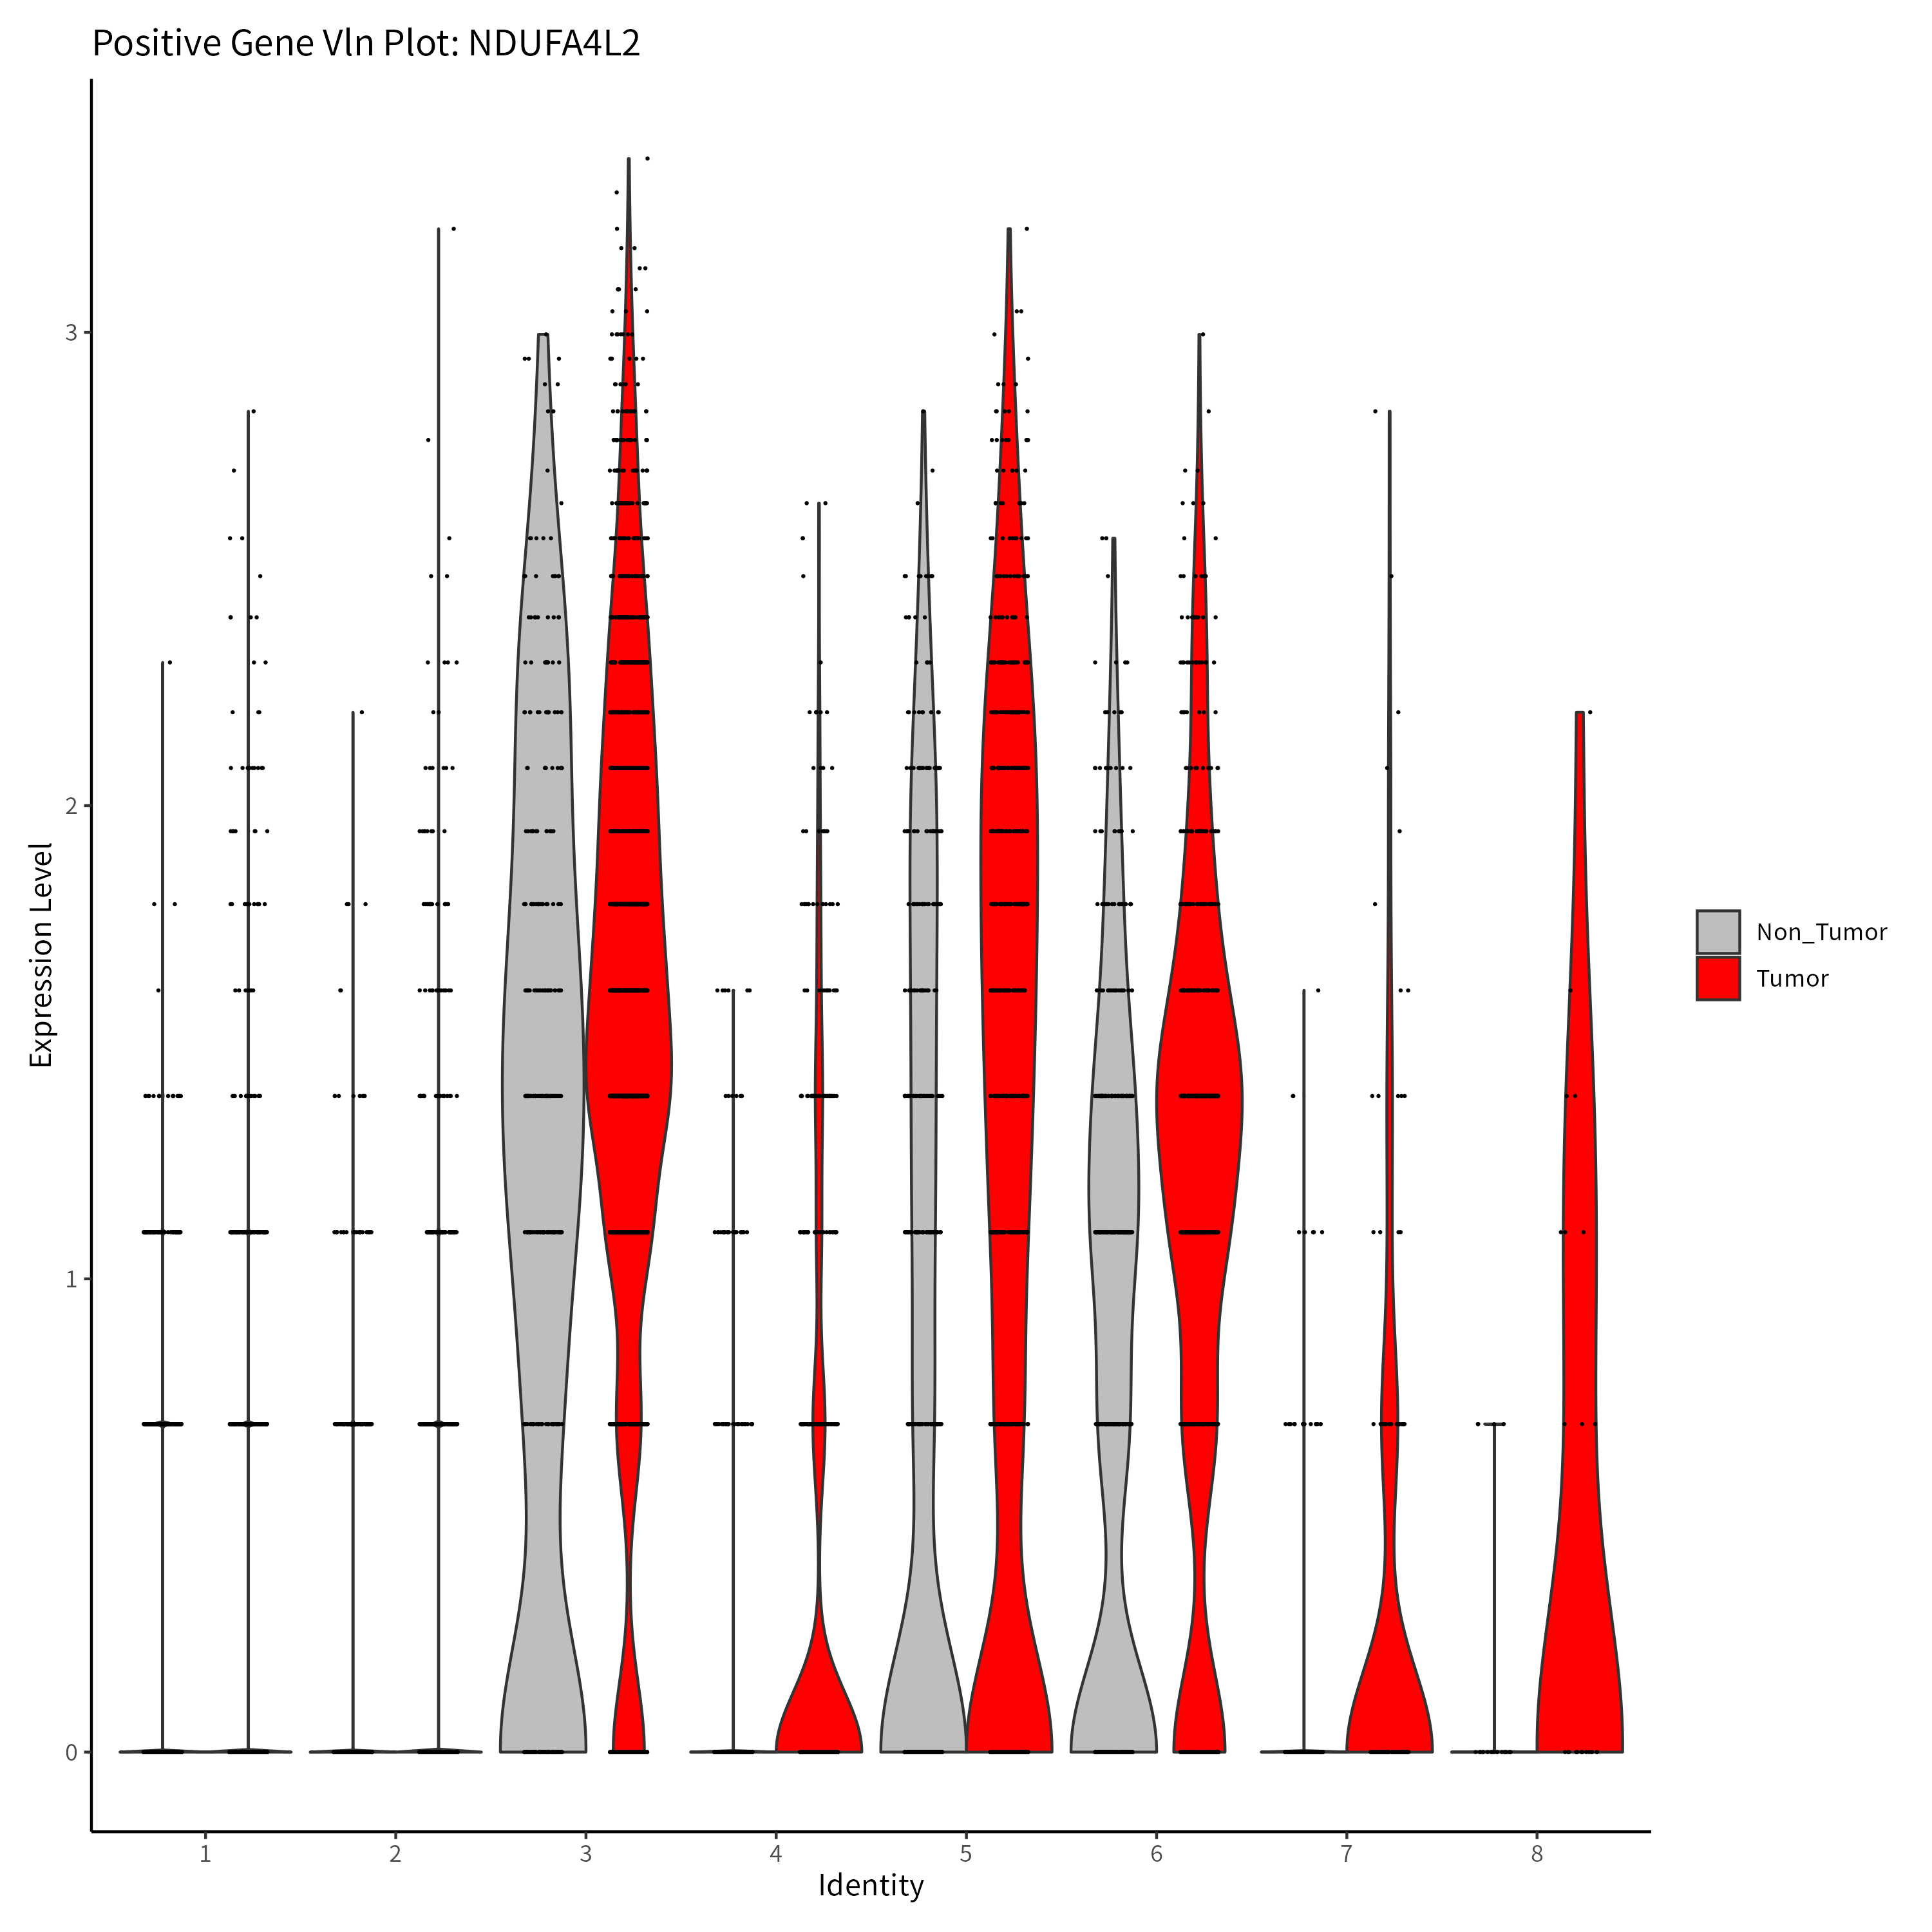 Positive Gene Vln Plot: NDUFA4L2
3
2
1
0
Expression Level
1 2 3 4 5 6 7 8
Identity
Non_Tumor
Tumor